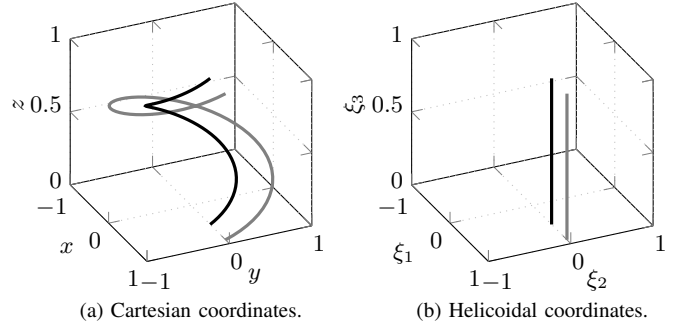 1 1
z 0.5 ξ3 0.5
0 0
−1 −1
x 0 1 ξ1 0 1
1 −1 0 y 1 −1 0 ξ2
(a) Cartesian coordinates. (b) Helicoidal coordinates.